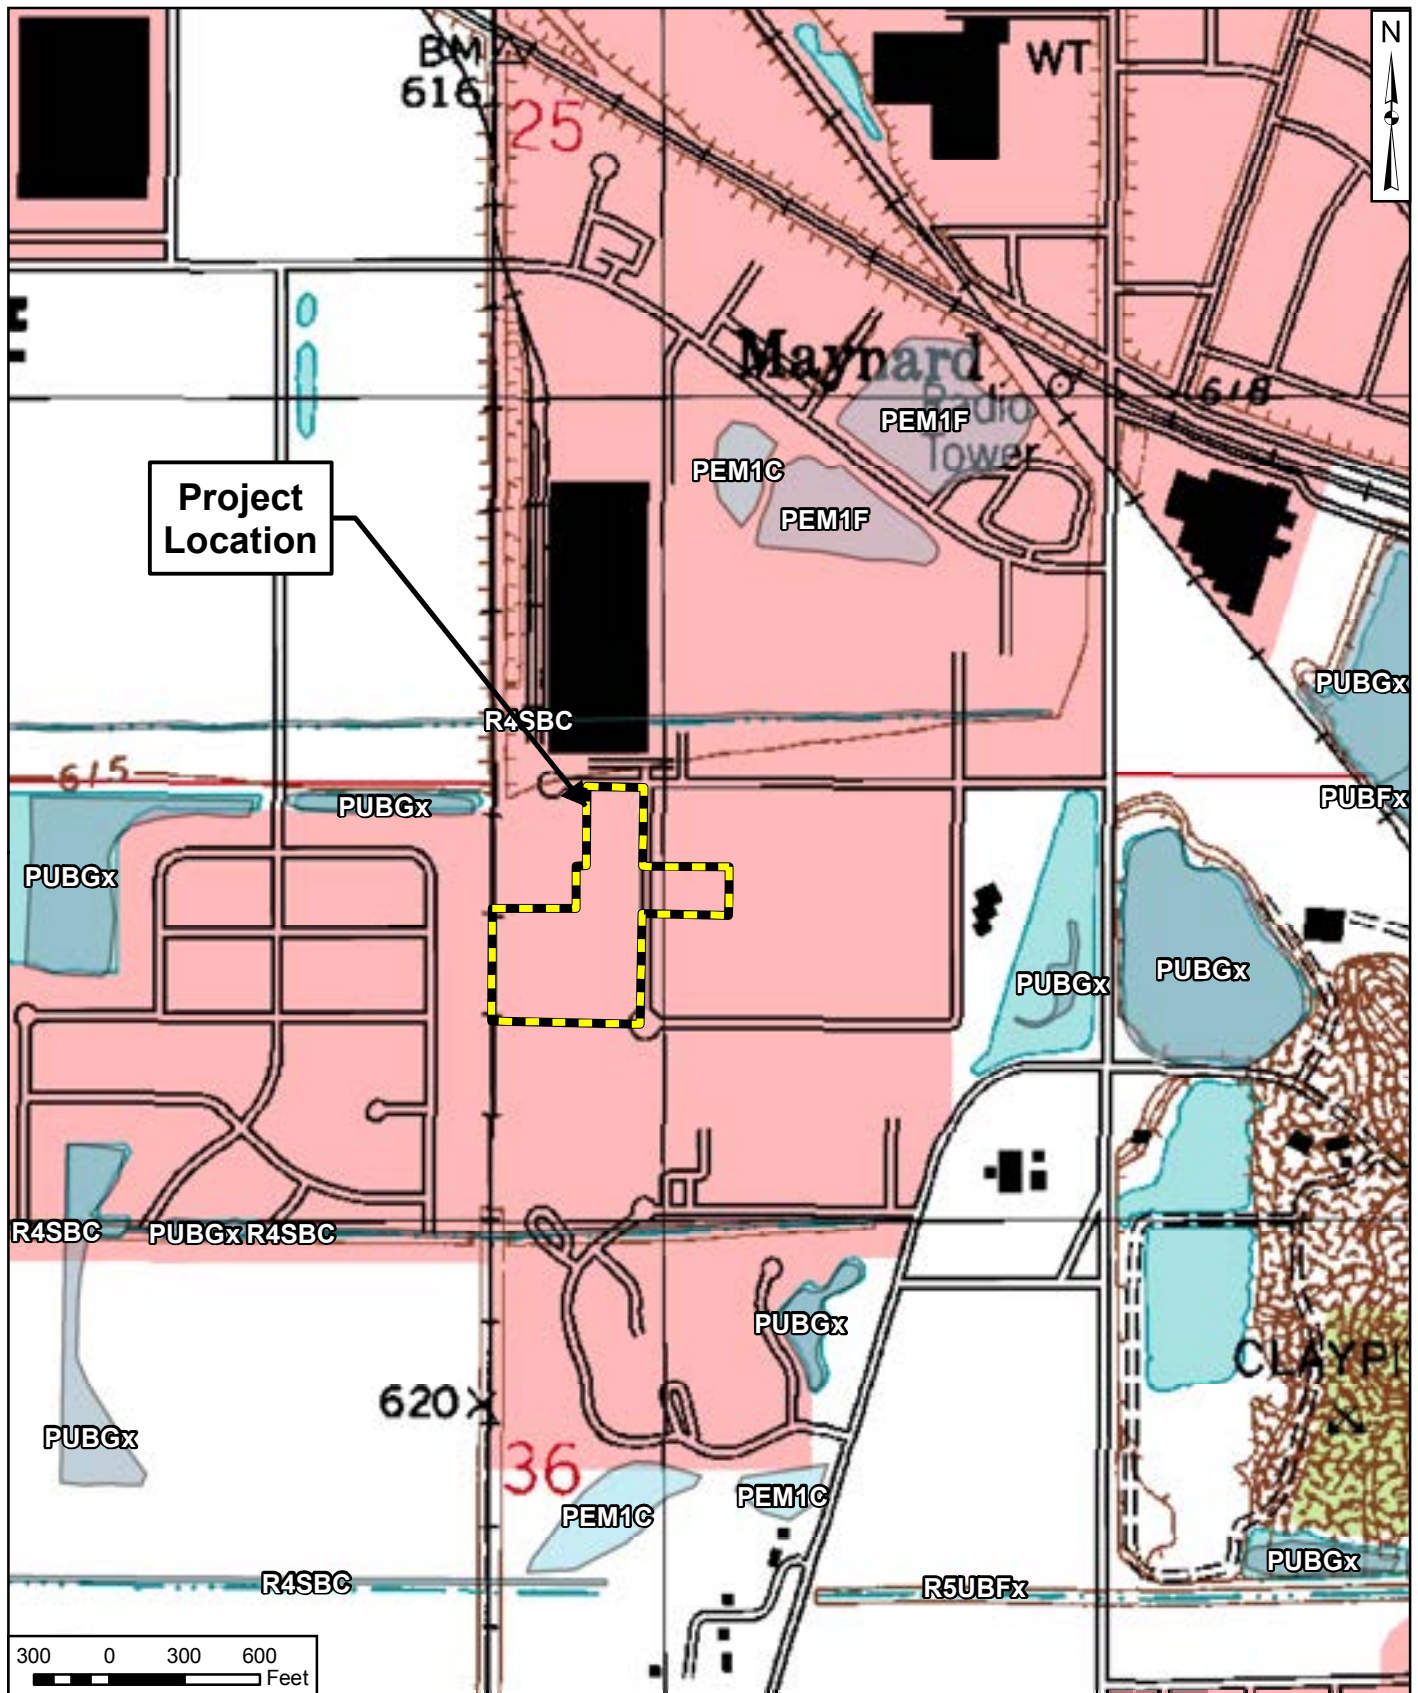 BM
616
25
WT
N
Maynard
Radio
Tower
618
PEM1F
PEM1C
PEM1F
Project
Location
R4SBC
PUBGx
615
PUBGx
PUBFx
PUBGx
PUBGx
PUBGx
R4SBC
PUBGx
R4SBC
PUBGx
CLAYPI
620
PUBGx
36
PEM1C
PEM1C
PUBGx
R4SBC
R5UBFx
300 0 300 600
Feet
PUBGx